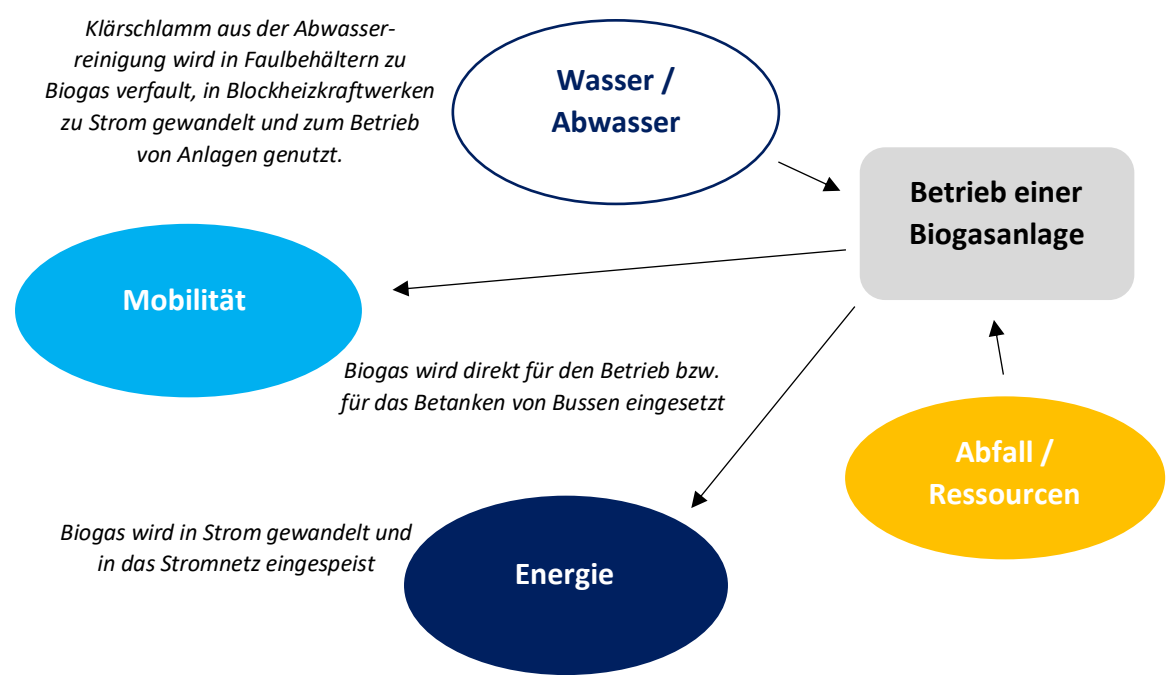 Klärschlamm aus der Abwasser-
reinigung wird in Faulbehältern zu
Biogas verfault, in Blockheizkraftwerken
zu Strom gewandelt und zum Betrieb
von Anlagen genutzt.
Wasser /
Abwasser
Betrieb einer
Biogasanlage
Mobilität
Biogas wird direkt für den Betrieb bzw.
für das Betanken von Bussen eingesetzt
Abfall /
Ressourcen
Biogas wird in Strom gewandelt und
in das Stromnetz eingespeist
Energie